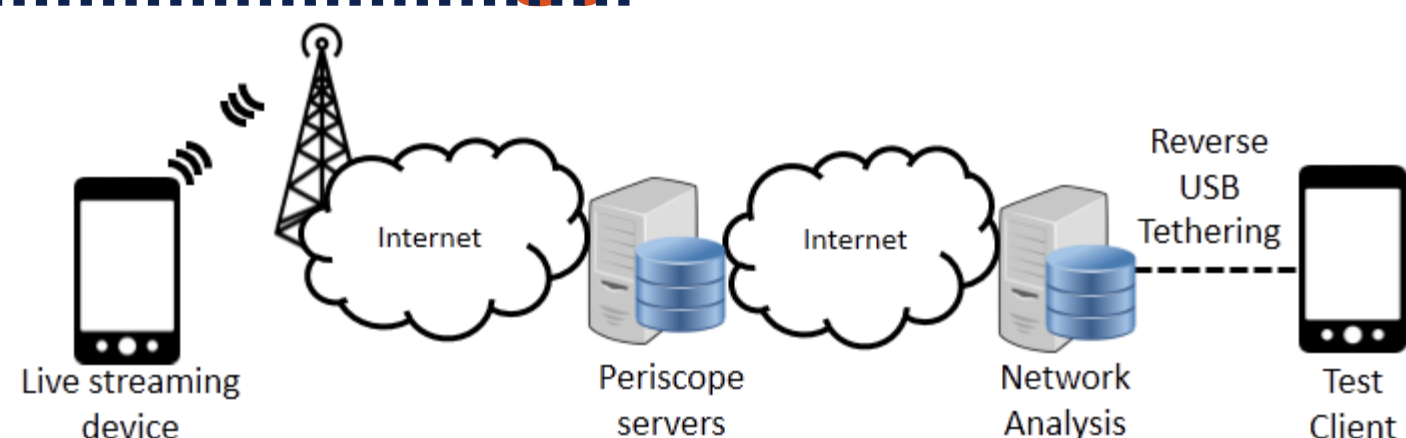 Internet
Internet
Reverse
USB
Tethering
Live streaming
device
Periscope
servers
Network
Analysis
Test
Client